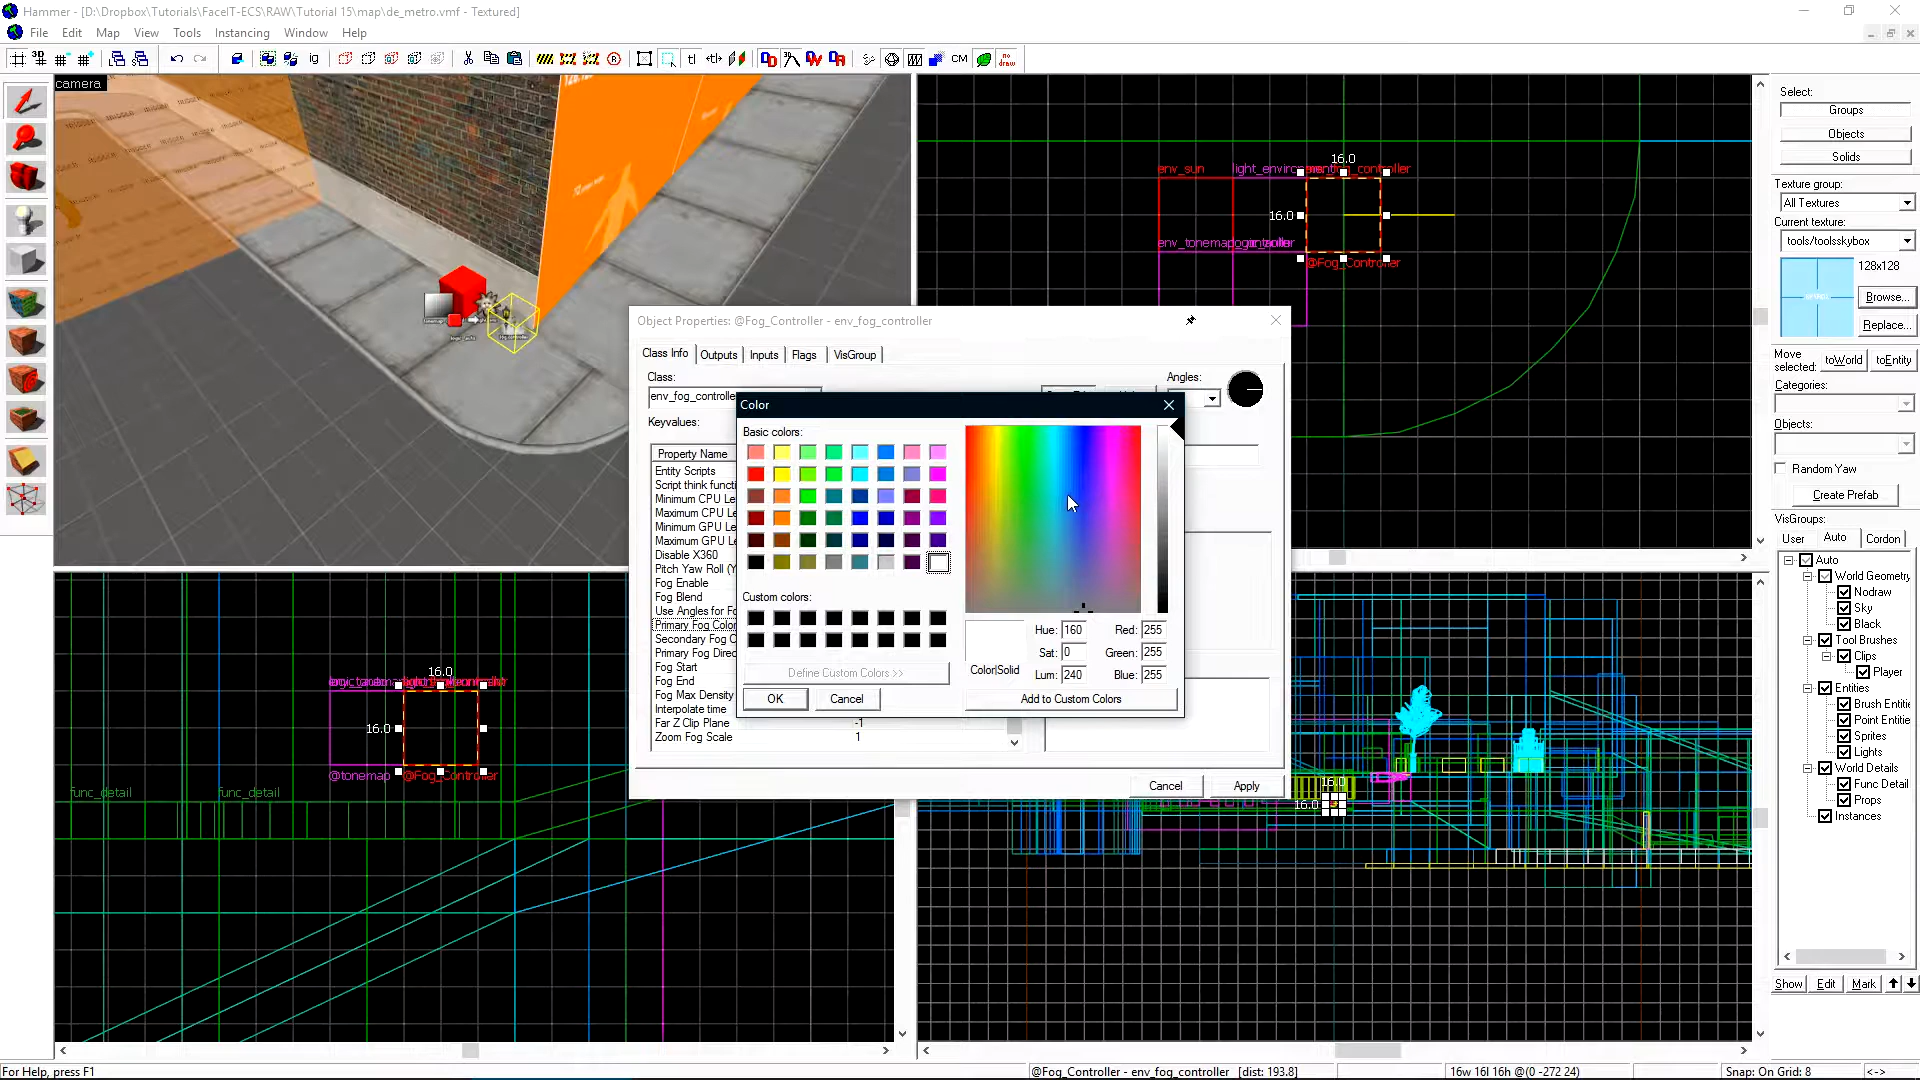 Hammer - [D:\Dropbox\Tutorials\FaceIT-ECS\RAW\Tutorial 15\map\de_metro.vmf - Textured]
File Edit Map View Tools Instancing Window Help
camera
Select:
Groups
Objects
Solids
Texture group:
All Textures
Current texture:
tools/toolsskybox
128x128
Browse...
Replace...
Move selected:
toWorld
toEntity
Categories:
Objects:
Random Yaw
Create Prefab
VisGroups:
User Auto Cordon
Auto
World Geometry
Nodraw
Sky
Black
Tool Brushes
Clips
Player
Entities
Brush Entitie
Point Entitie
Sprites
Lights
World Details
Func Detail
Props
Instances
Show Edit Mark
16.0
env_sun
16.0
@Fog_Controller
Object Properties: @Fog_Controller - env_fog_controller
Class Info Outputs Inputs Flags VisGroup
Class:
env_fog_controlle
Angles:
Keyvalues:
Property Name
Entity Scripts
Script think functi
Minimum CPU Le
Maximum CPU Le
Minimum GPU Le
Maximum GPU Le
Disable X360
Pitch Yaw Roll (Y
Fog Enable
Fog Blend
Use Angles for Fo
Primary Fog Color
Secondary Fog C
Primary Fog Direc
Fog Start
Fog End
Fog Max Density
Interpolate time
Far Z Clip Plane -1
Zoom Fog Scale 1
Cancel Apply
Color
Basic colors:
Custom colors:
Define Custom Colors >>
OK Cancel
Color|Solid
Hue: 160 Red: 255
Sat: 0 Green: 255
Lum: 240 Blue: 255
Add to Custom Colors
16.0
16.0
@tonemap @Fog_Controller
func_detail func_detail
16.0
16.0
For Help, press F1
@Fog_Controller - env_fog_controller [dist: 193.8]
16w 16l 16h @(0 -272 24)
Snap: On Grid: 8
<->